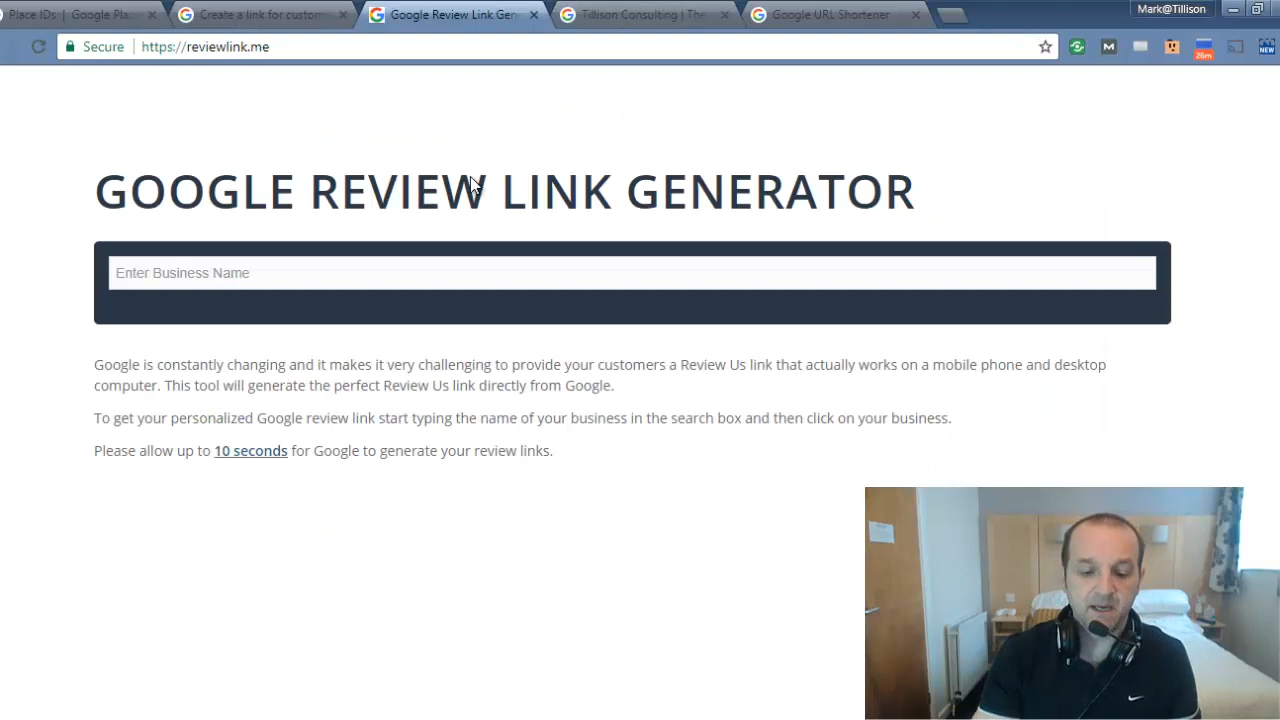 Place IDs | Google Pla
Create a link for custom
Google Review Link Gen
Tillison Consulting | The
Google URL Shortener
Mark@Tillison
Secure
https://reviewlink.me
M
26m
NEW
GOOGLE REVIEW LINK GENERATOR
Enter Business Name
Google is constantly changing and it makes it very challenging to provide your customers a Review Us link that actually works on a mobile phone and desktop
computer. This tool will generate the perfect Review Us link directly from Google.
To get your personalized Google review link start typing the name of your business in the search box and then click on your business.
Please allow up to 10 seconds for Google to generate your review links.